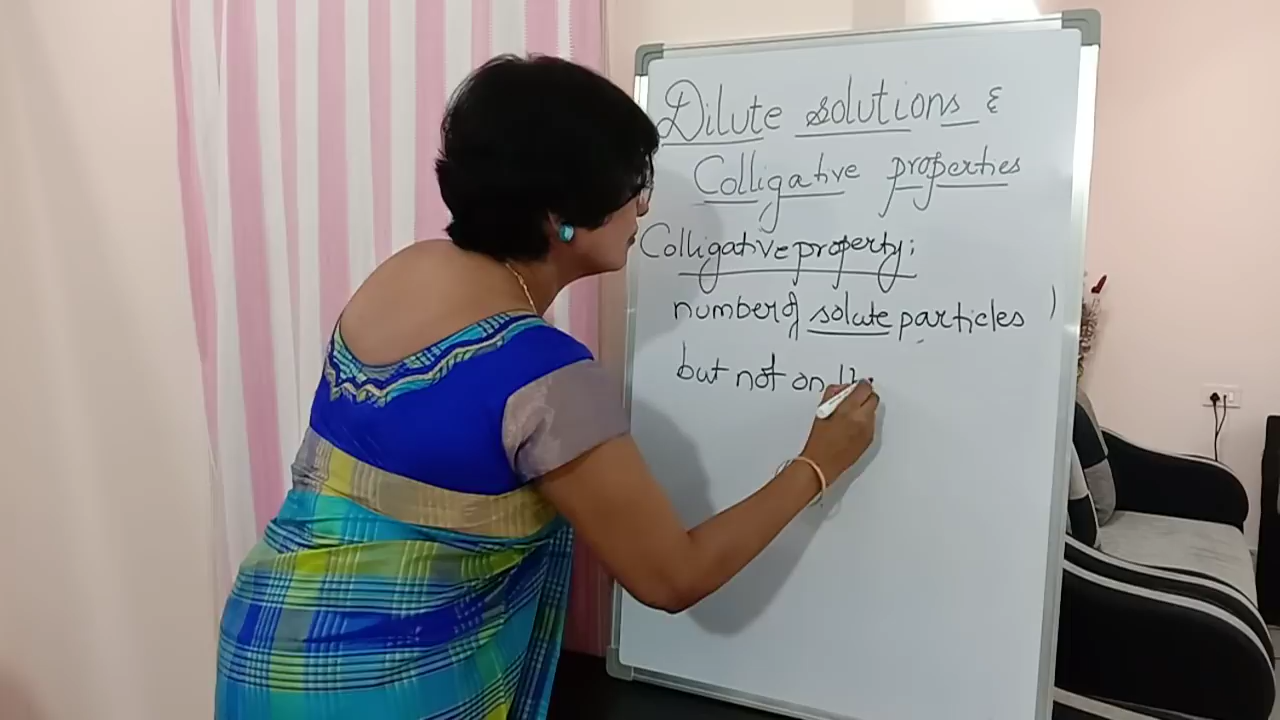 Dilute solutions &
Colligative properties
Colligative property:
number of solute particles )
but not on